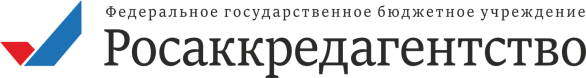 Федеральное государственное бюджетное учреждение
Росаккредагентство